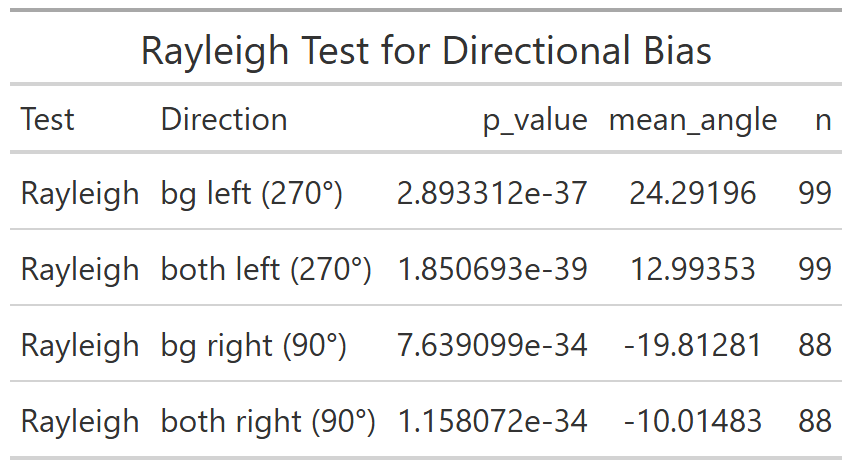 Rayleigh Test for Directional Bias
Test Direction p_value mean_angle n
Rayleigh bg left (270°) 2.893312e-37 24.29196 99
Rayleigh both left (270°) 1.850693e-39 12.99353 99
Rayleigh bg right (90°) 7.639099e-34 -19.81281 88
Rayleigh both right (90°) 1.158072e-34 -10.01483 88